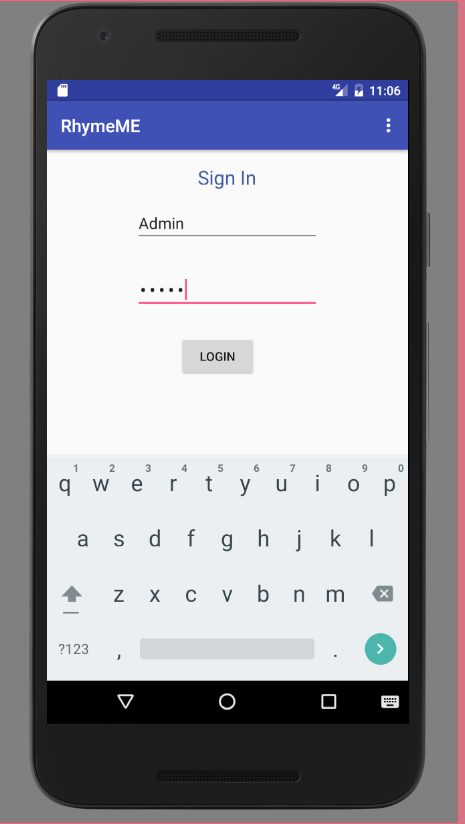 4G 11:06
RhymeME
Sign In
Admin
•••••
LOGIN
1 2 3 4 5 6 7 8 9 0
q w e r t y u i o p
a s d f g h j k l
z x c v b n m
?123 , .